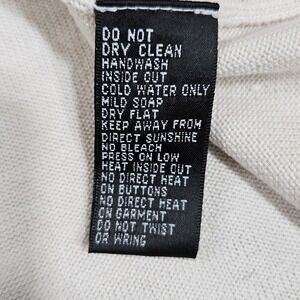 DO NOT
DRY CLEAN
HANDWASH
INSIDE OUT
COLD WATER ONLY
MILD SOAP
DRY FLAT
KEEP AWAY FROM
DIRECT SUNSHINE
NO BLEACH
PRESS ON LOW
HEAT INSIDE OUT
NO DIRECT HEAT
ON BUTTONS
NO DIRECT HEAT
ON GARMENT
DO NOT TWIST
OR WRING